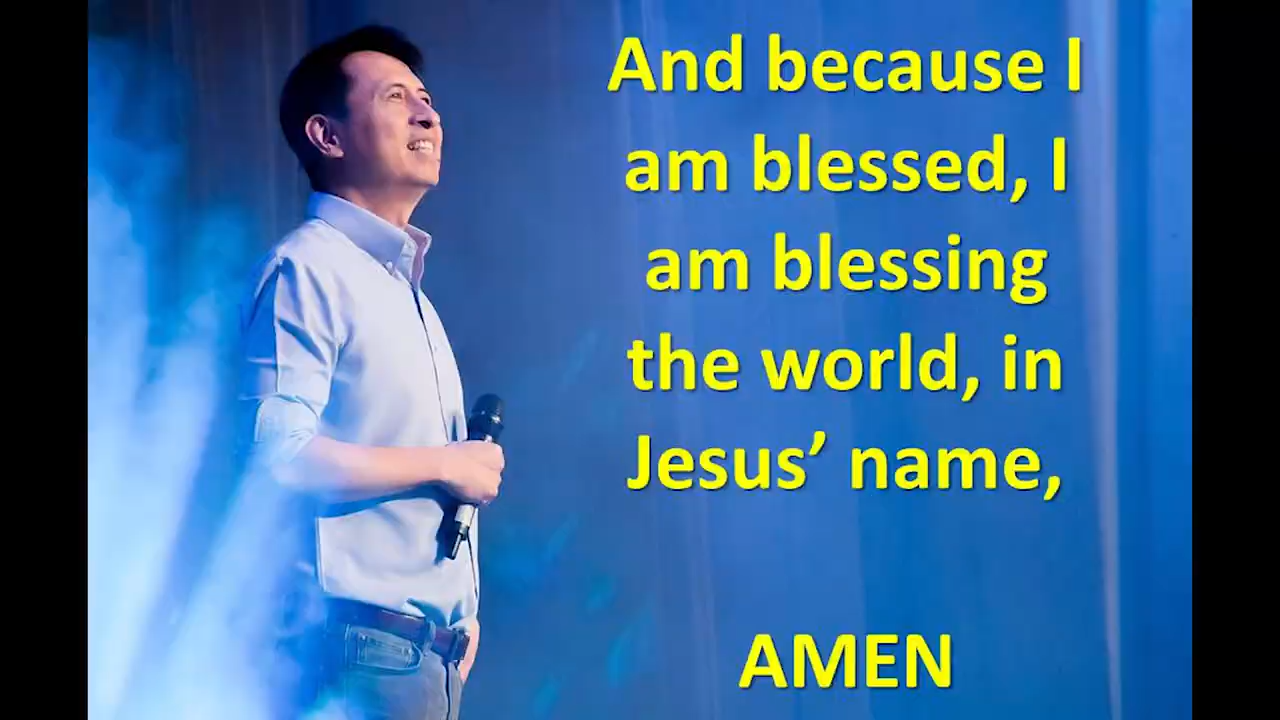 And because I
am blessed, I
am blessing
the world, in
Jesus’ name,
AMEN